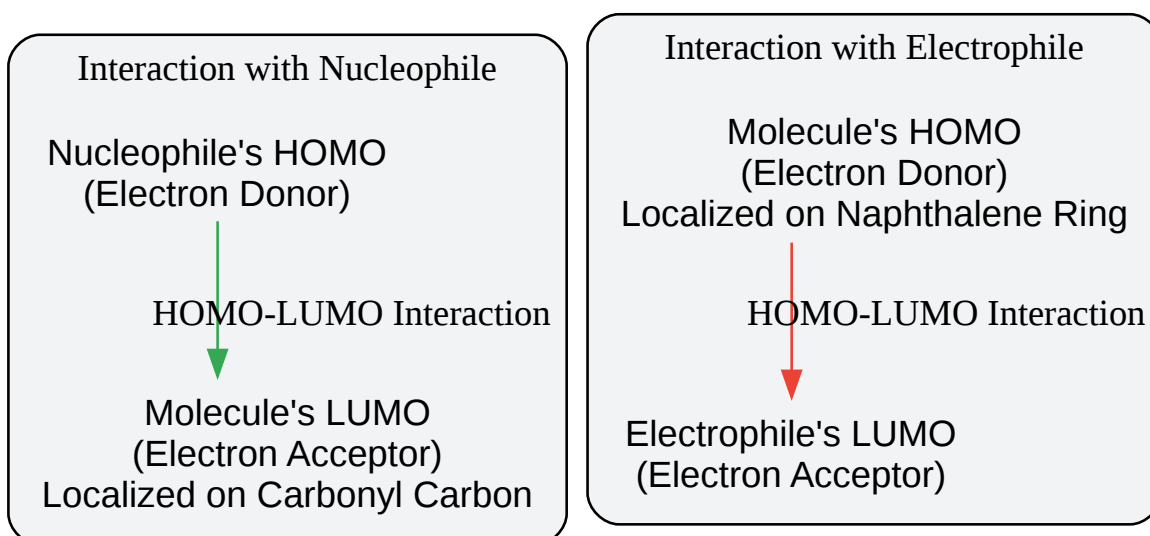 Interaction with Nucleophile
Nucleophile's HOMO
(Electron Donor)
HOMO-LUMO Interaction
Molecule's LUMO
(Electron Acceptor)
Localized on Carbonyl Carbon
Interaction with Electrophile
Molecule's HOMO
(Electron Donor)
Localized on Naphthalene Ring
HOMO-LUMO Interaction
Electrophile's LUMO
(Electron Acceptor)